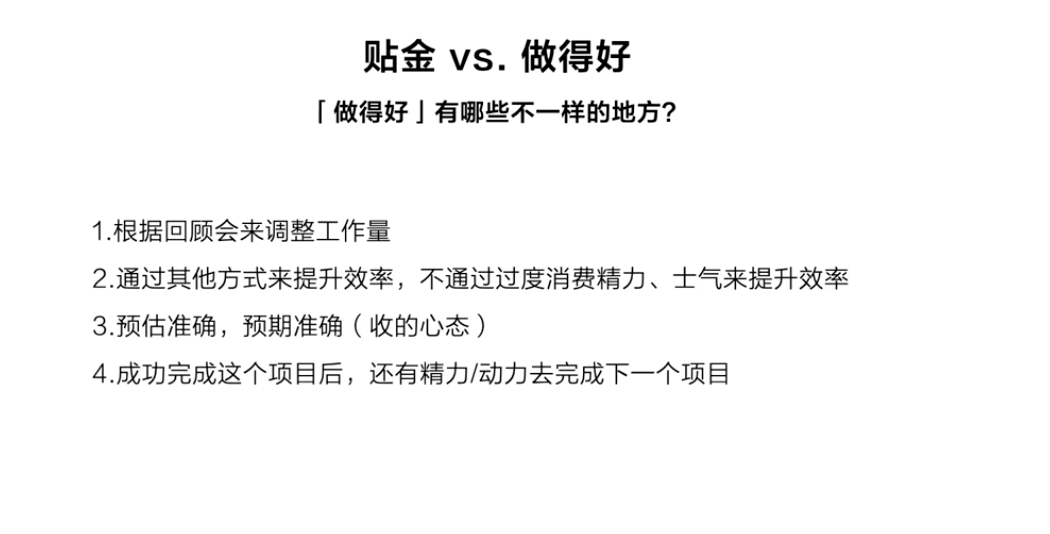 贴金 vs. 做得好
「做得好」有哪些不一样的地方？
1.根据回顾会来调整工作量
2.通过其他方式来提升效率，不通过过度消费精力、士气来提升效率
3.预估准确，预期准确（收的心态）
4.成功完成这个项目后，还有精力/动力去完成下一个项目